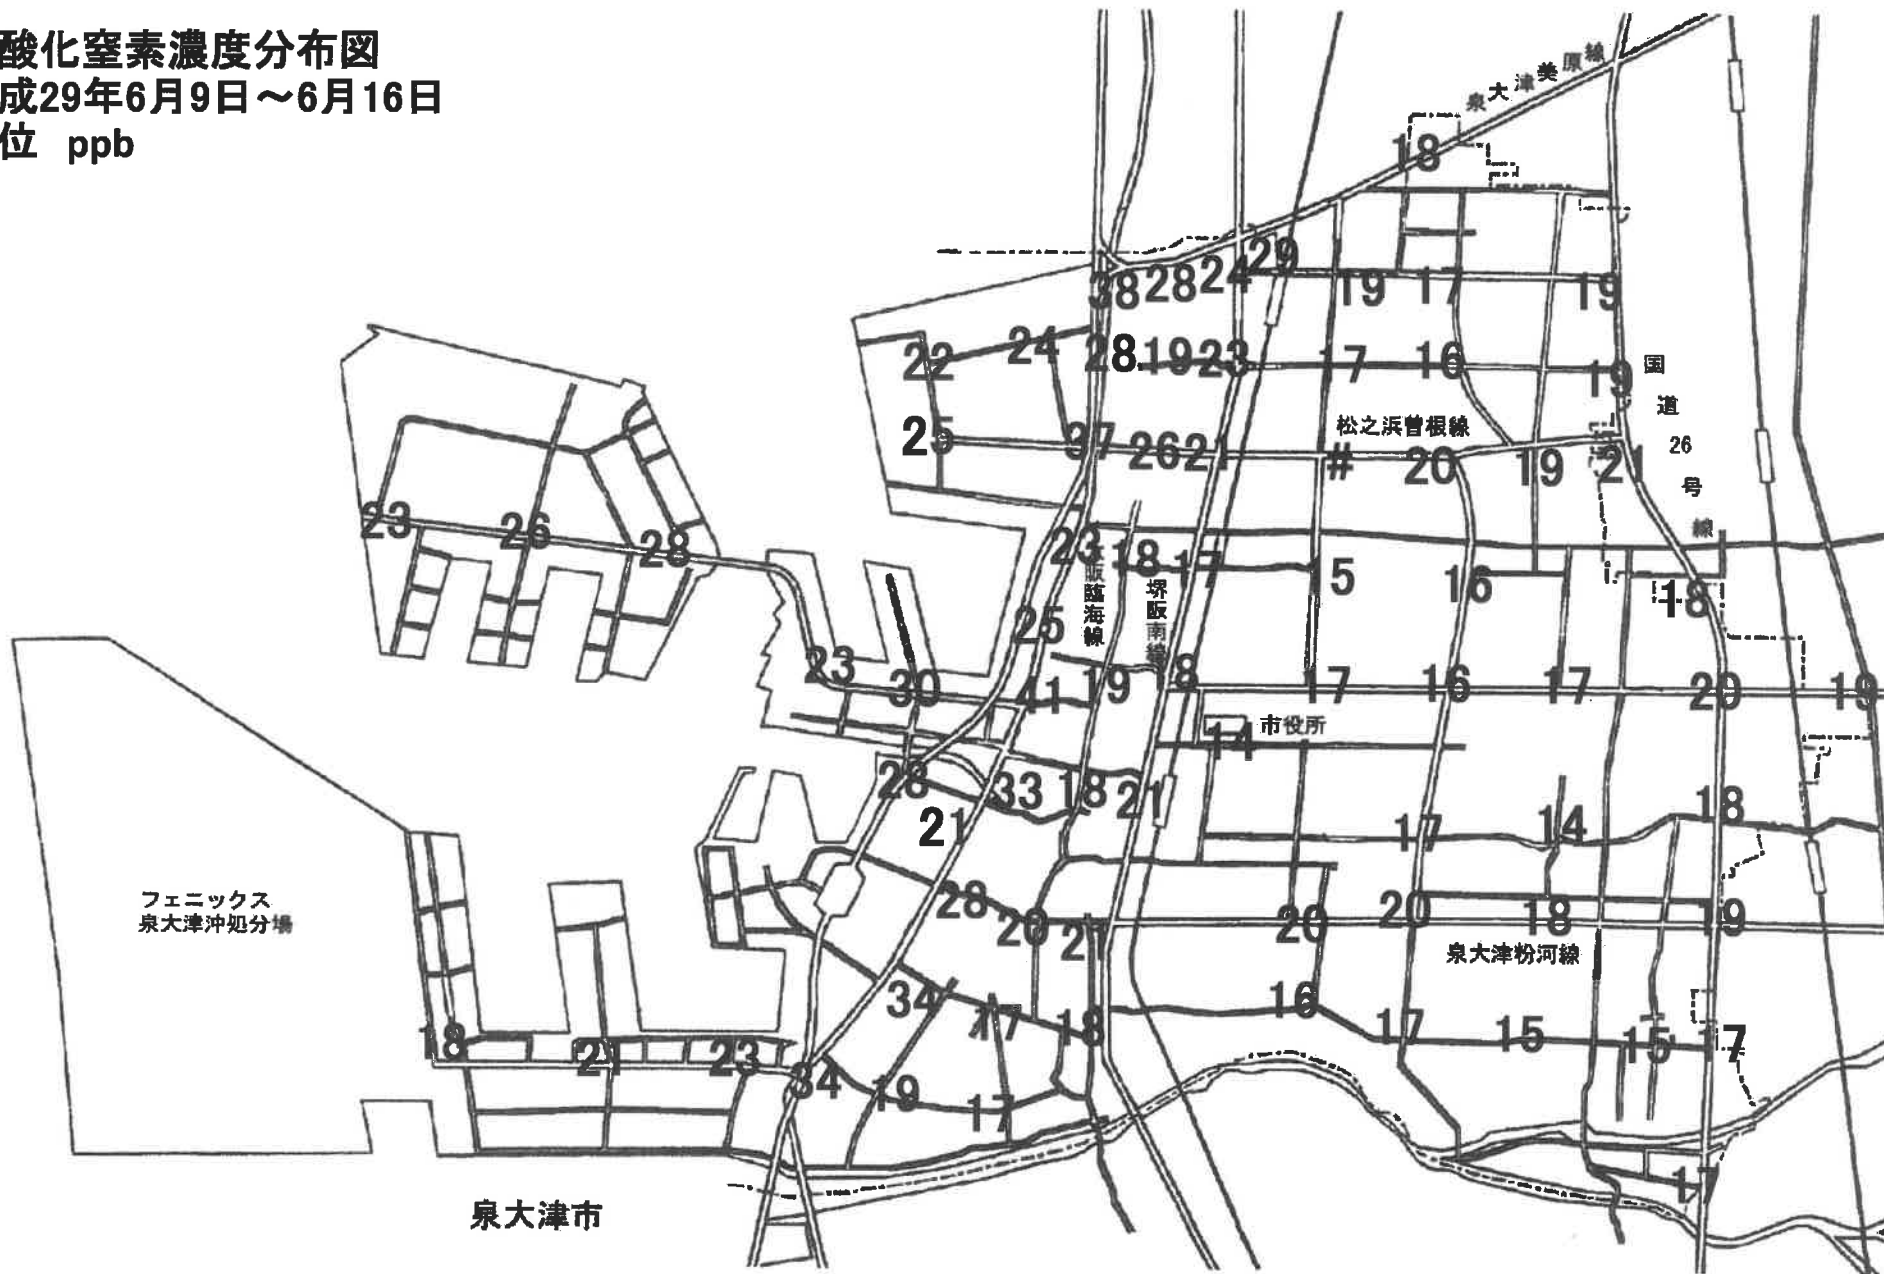 酸化窒素濃度分布図
成29年6月9日～6月16日
位 ppb
泉大津美原線
18
29
38 28 24
19 17 19
22 24 28 19 23 17 16 19
国道26号線
松之浜曽根線
25 37 26 21 # 20 19 21
23 26 28
23 18 17 5 16 18
阪臨海線
堺阪南線
25
23 30 41 19 8 17 16 17 20 19
市役所
14
28 33 18 21
21 17 14 18
フェニックス
泉大津沖処分場
28 20 21 20 20 18 19
泉大津粉河線
34 17 18 16 17 15 15 17
18 21 23 34 19 17
17
泉大津市